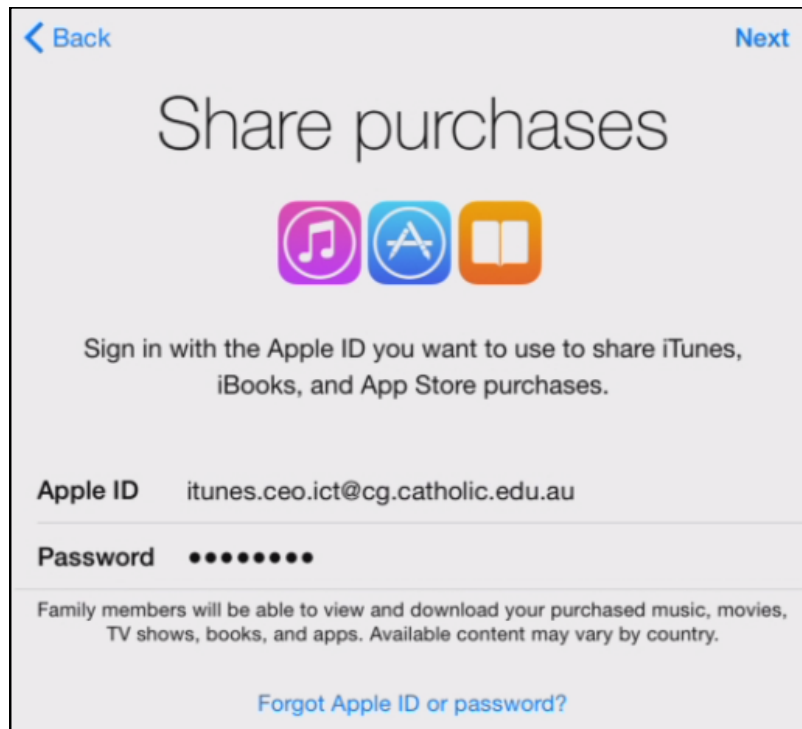 Back
Next
Share purchases
Sign in with the Apple ID you want to use to share iTunes,
iBooks, and App Store purchases.
Apple ID itunes.ceo.ict@cg.catholic.edu.au
Password ••••••••
Family members will be able to view and download your purchased music, movies,
TV shows, books, and apps. Available content may vary by country.
Forgot Apple ID or password?